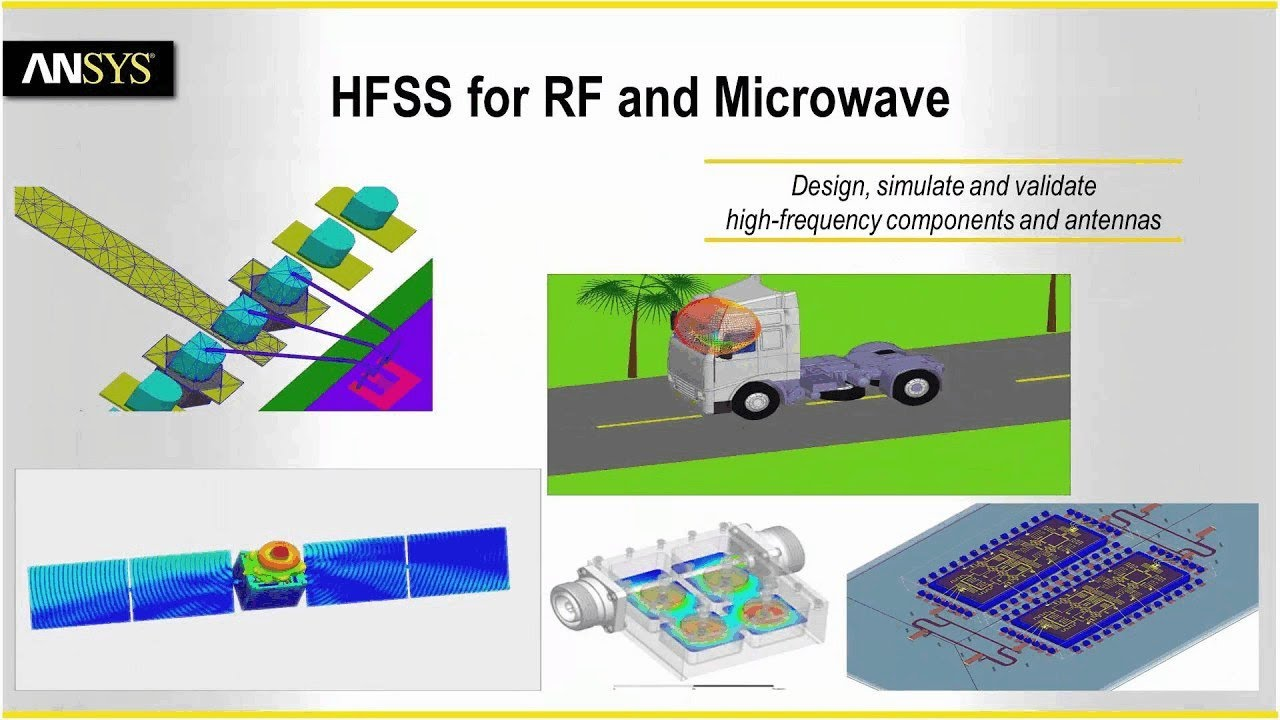 ANSYS®
HFSS for RF and Microwave
Design, simulate and validate
high-frequency components and antennas